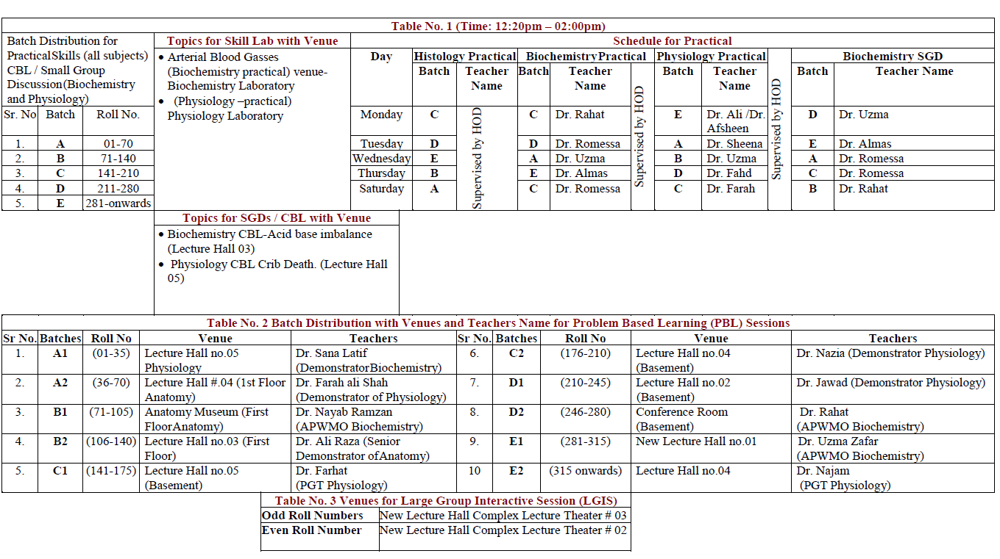 Table No. 1 (Time: 12:20pm – 02:00pm)
Batch Distribution for
PracticalSkills (all subjects)
CBL / Small Group
Discussion(Biochemistry
and Physiology)
Sr. No Batch Roll No.
1. A 01-70
2. B 71-140
3. C 141-210
4. D 211-280
5. E 281-onwards
Topics for Skill Lab with Venue
• Arterial Blood Gasses
(Biochemistry practical) venue-
Biochemistry Laboratory
• (Physiology –practical)
Physiology Laboratory
Schedule for Practical
Day Histology Practical BiochemistryPractical Physiology Practical Biochemistry SGD
Batch Teacher Batch Teacher Batch Teacher Batch Teacher Name
Name Name Name
Monday C C Dr. Rahat E Dr. Ali /Dr. D Dr. Uzma
Afsheen
Tuesday D D Dr. Romessa A Dr. Sheena E Dr. Almas
Wednesday E A Dr. Uzma B Dr. Uzma A Dr. Romessa
Thursday B E Dr. Almas D Dr. Fahd C Dr. Romessa
Saturday A C Dr. Romessa C Dr. Farah B Dr. Rahat
Supervised by HOD
Supervised by HOD
Supervised by HOD
Topics for SGDs / CBL with Venue
• Biochemistry CBL-Acid base imbalance
(Lecture Hall 03)
• Physiology CBL Crib Death. (Lecture Hall
05)
Table No. 2 Batch Distribution with Venues and Teachers Name for Problem Based Learning (PBL) Sessions
Sr No. Batches Roll No Venue Teachers Sr No. Batches Roll No Venue Teachers
1. A1 (01-35) Lecture Hall no.05 Dr. Sana Latif 6. C2 (176-210) Lecture Hall no.04 Dr. Nazia (Demonstrator Physiology)
Physiology (DemonstratorBiochemistry) (Basement)
2. A2 (36-70) Lecture Hall #.04 (1st Floor Dr. Farah ali Shah 7. D1 (210-245) Lecture Hall no.02 Dr. Jawad (Demonstrator Physiology)
Anatomy) (Demonstrator of Physiology) (Basement)
3. B1 (71-105) Anatomy Museum (First Dr. Nayab Ramzan 8. D2 (246-280) Conference Room Dr. Rahat
FloorAnatomy) (APWMO Biochemistry) (Basement) (APWMO Biochemistry)
4. B2 (106-140) Lecture Hall no.03 (First Dr. Ali Raza (Senior 9. E1 (281-315) New Lecture Hall no.01 Dr. Uzma Zafar
Floor) Demonstrator ofAnatomy) (APWMO Biochemistry)
5. C1 (141-175) Lecture Hall no.05 Dr. Farhat 10 E2 (315 onwards) Lecture Hall no.04 Dr. Najam
(Basement) (PGT Physiology) (PGT Physiology)
Table No. 3 Venues for Large Group Interactive Session (LGIS)
Odd Roll Numbers New Lecture Hall Complex Lecture Theater # 03
Even Roll Number New Lecture Hall Complex Lecture Theater # 02